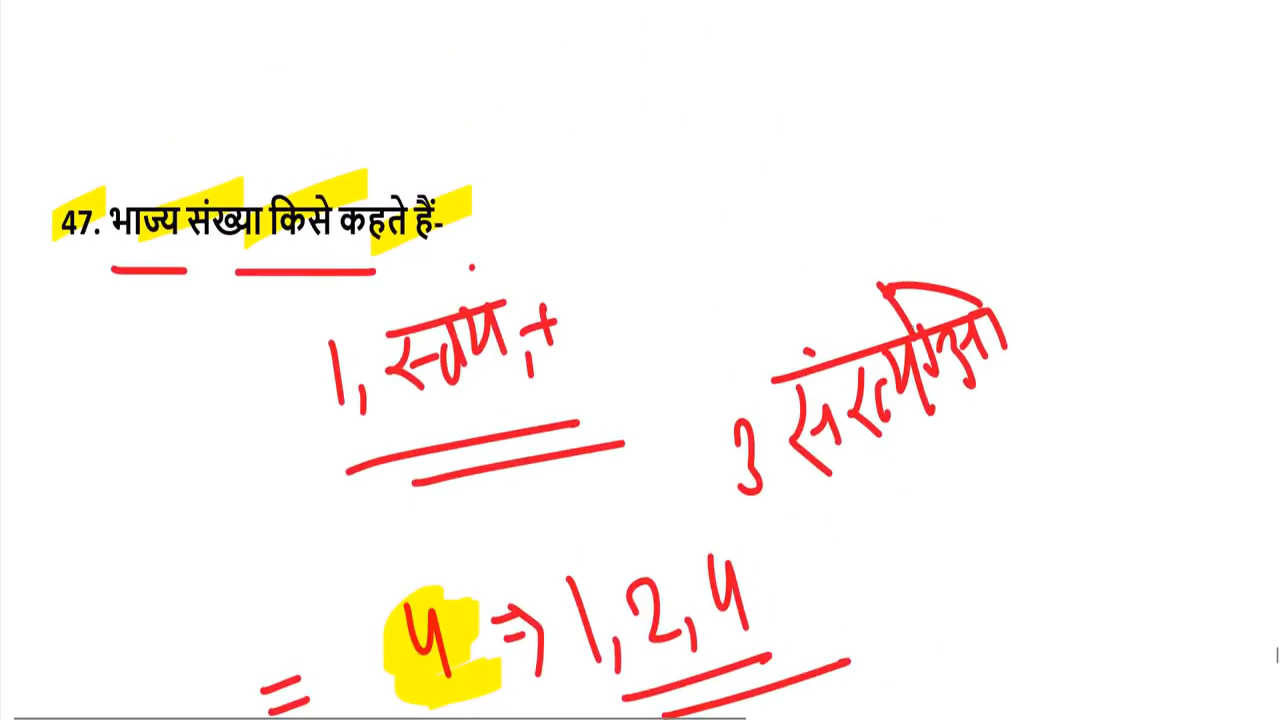 47. भाज्य संख्या किसे कहते हैं-
1, स्वयं, +
3 संख्याओं
4 ⇒ 1, 2, 4
=